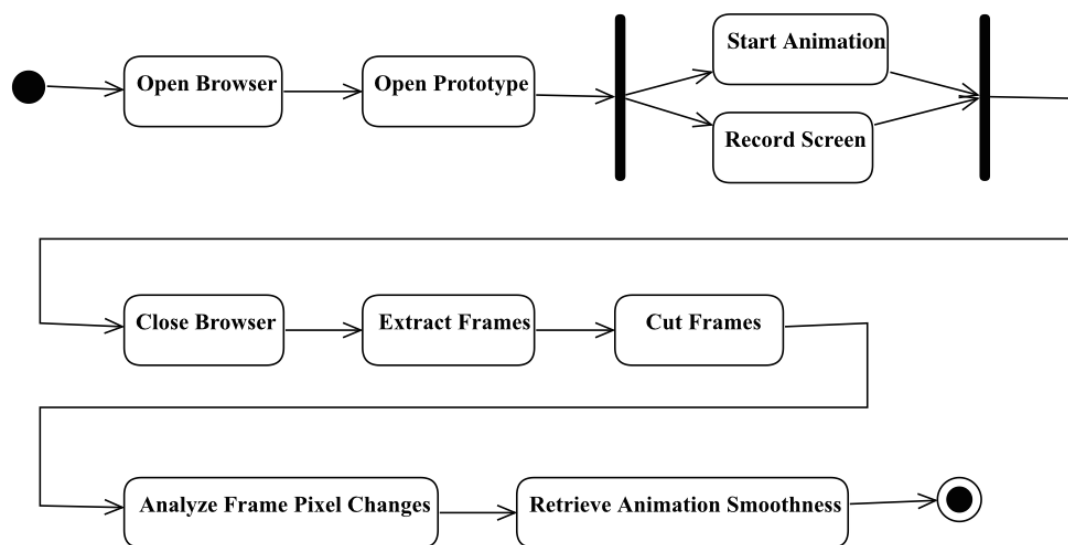 Open Browser
Open Prototype
Start Animation
Record Screen
Close Browser
Extract Frames
Cut Frames
Analyze Frame Pixel Changes
Retrieve Animation Smoothness